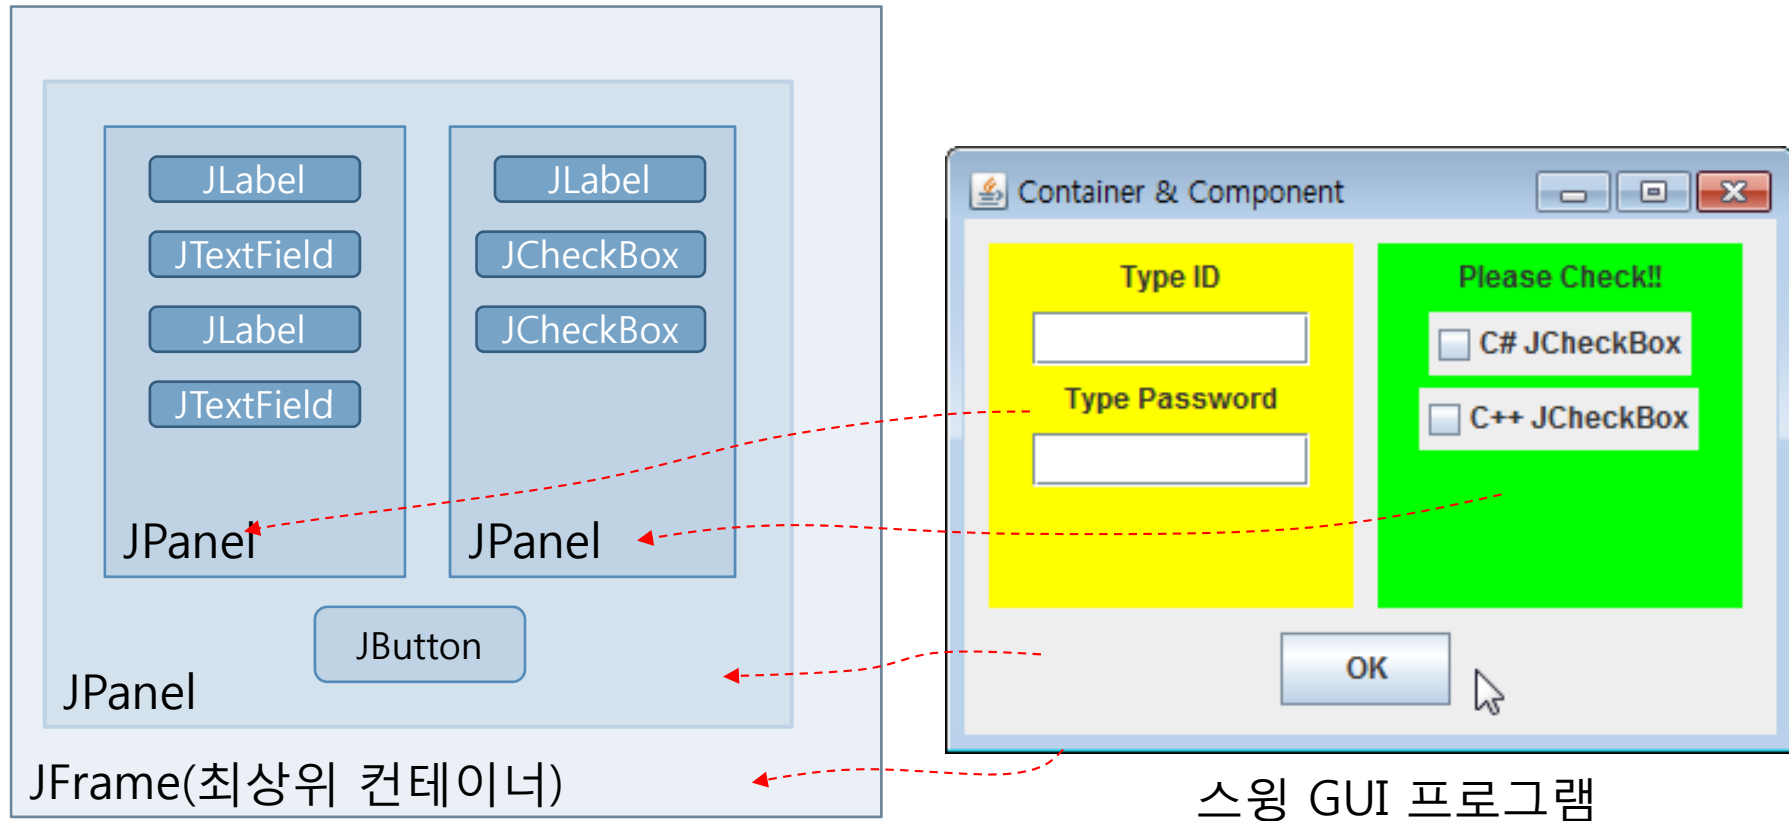 JLabel
JTextField
JLabel
JTextField
JPanel
JLabel
JCheckBox
JCheckBox
JPanel
JButton
JPanel
JFrame(최상위 컨테이너)
Container & Component
Type ID
Type Password
Please Check!!
C# JCheckBox
C++ JCheckBox
OK
스윙 GUI 프로그램